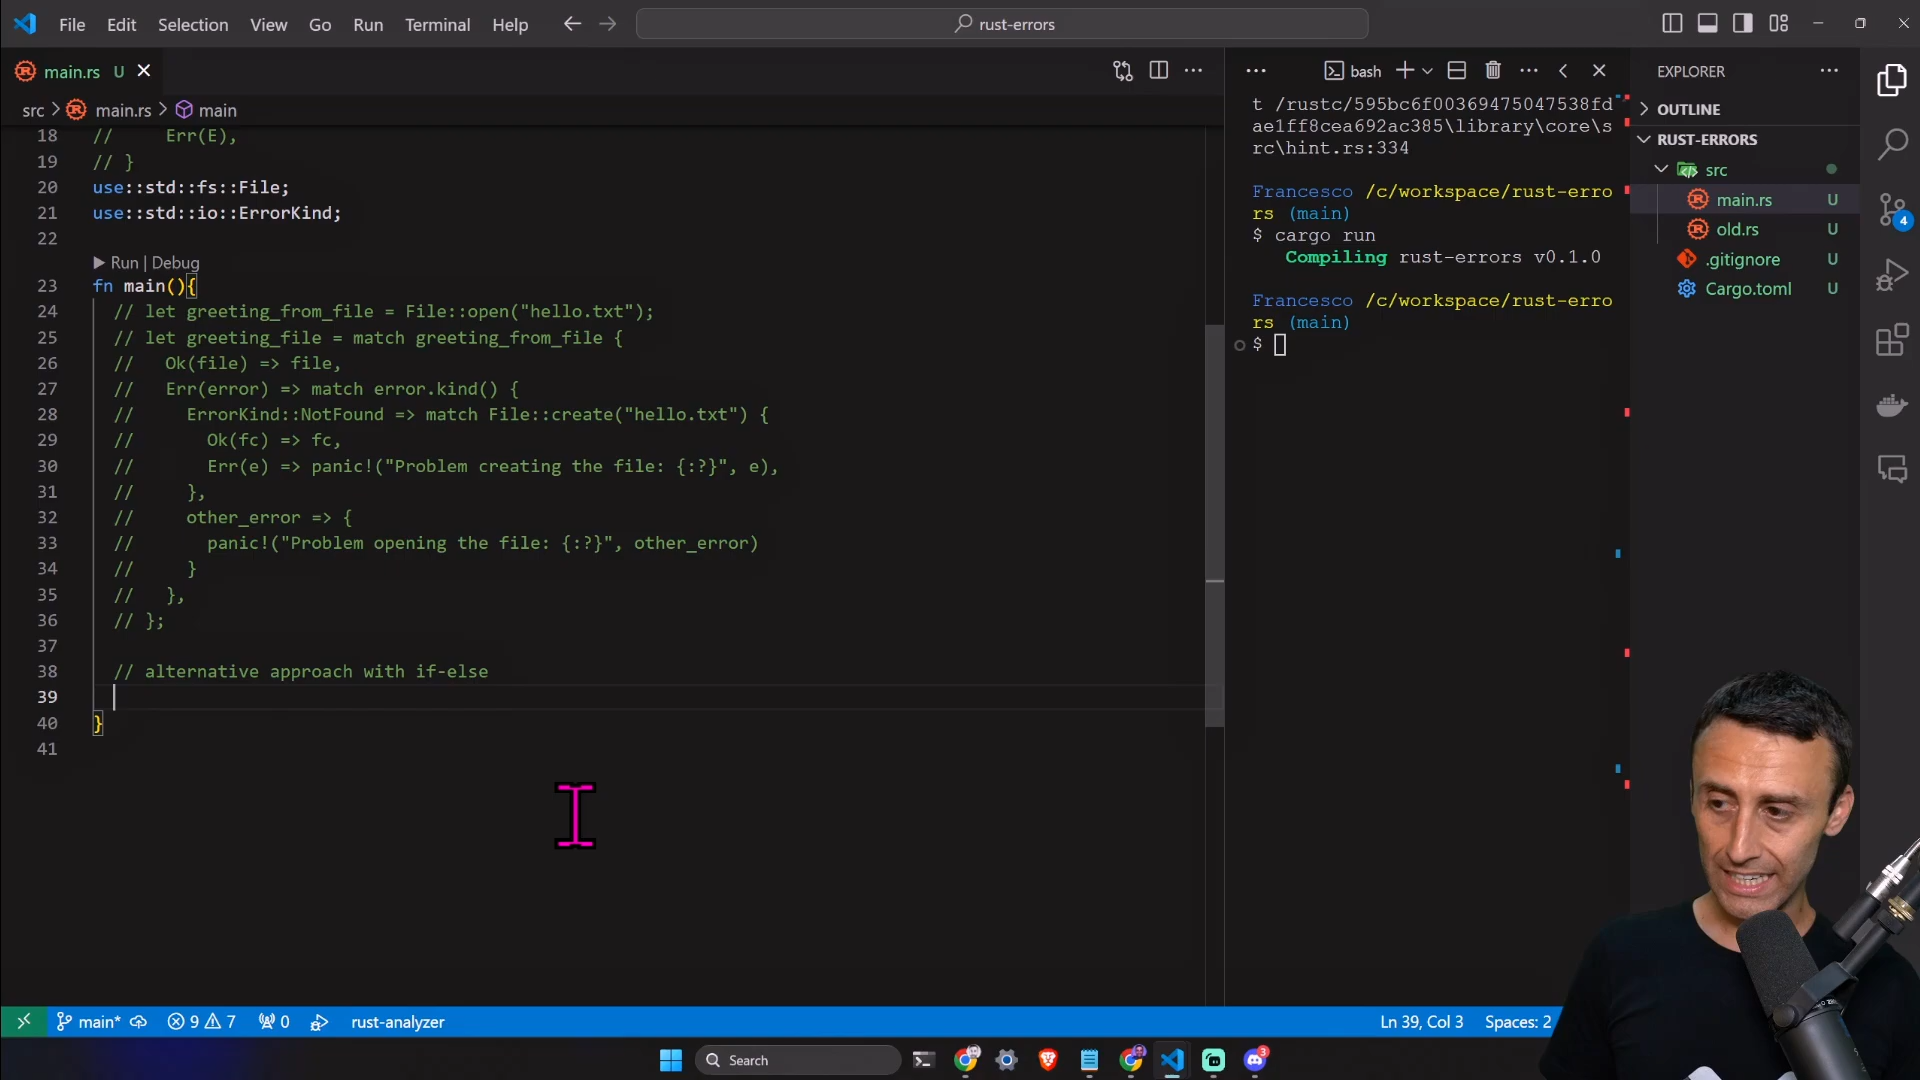 File Edit Selection View Go Run Terminal Help
rust-errors
main.rs U
src > main.rs > main
18 //     Err(E),
19 // }
20 use::std::fs::File;
21 use::std::io::ErrorKind;
22
Run | Debug
23 fn main(){
24 // let greeting_from_file = File::open("hello.txt");
25 // let greeting_file = match greeting_from_file {
26 //   Ok(file) => file,
27 //   Err(error) => match error.kind() {
28 //     ErrorKind::NotFound => match File::create("hello.txt") {
29 //       Ok(fc) => fc,
30 //       Err(e) => panic!("Problem creating the file: {:?}", e),
31 //     },
32 //     other_error => {
33 //       panic!("Problem opening the file: {:?}", other_error)
34 //     }
35 //   },
36 // };
37
38 // alternative approach with if-else
39
40 }
41
bash
t /rustc/595bc6f00369475047538fd
ae1ff8cea692ac385\library\core\s
rc\hint.rs:334
Francesco /c/workspace/rust-erro
rs (main)
$ cargo run
Compiling rust-errors v0.1.0
Francesco /c/workspace/rust-erro
rs (main)
$
EXPLORER
OUTLINE
RUST-ERRORS
src
main.rs U
old.rs U
.gitignore U
Cargo.toml U
4
main* 9 7 0 rust-analyzer
Ln 39, Col 3 Spaces: 2
Search
3